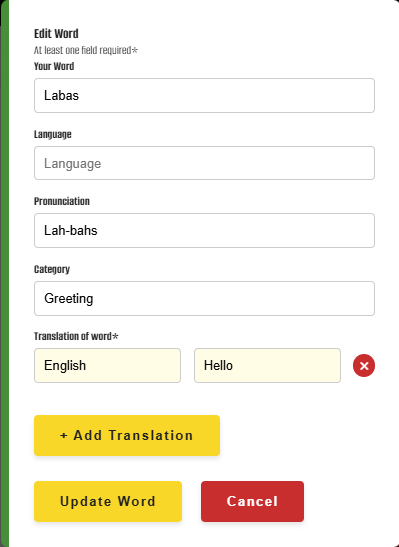 Edit Word
At least one field required*
Your Word
Labas
Language
Language
Pronunciation
Lah-bahs
Category
Greeting
Translation of word*
English Hello
+ Add Translation
Update Word Cancel